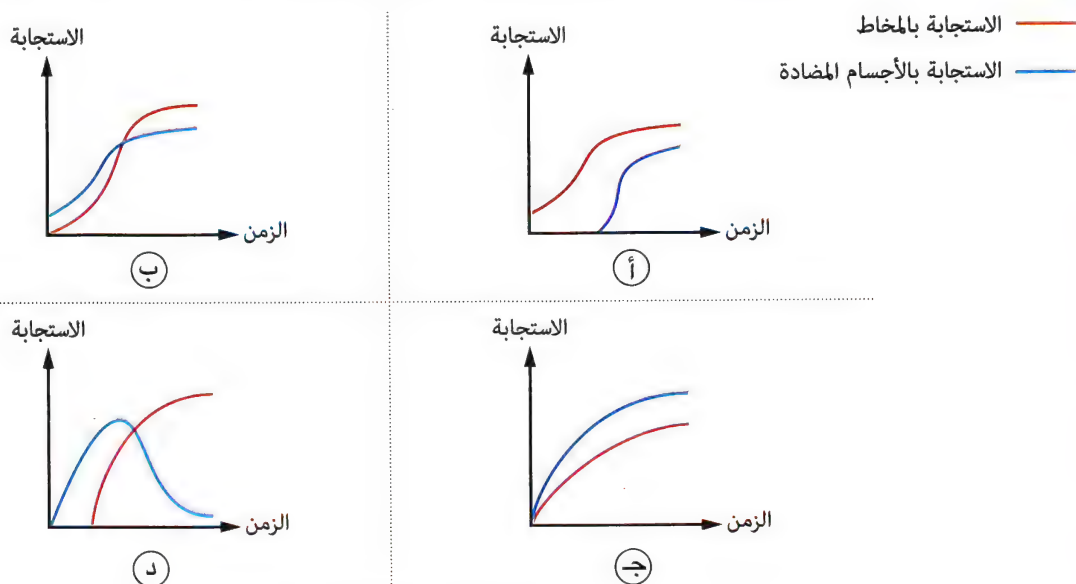 الاستجابة بالمخاط
الاستجابة بالأجسام المضادة
الاستجابة
الزمن
أ
الاستجابة
الزمن
ب
الاستجابة
الزمن
جـ
الاستجابة
الزمن
د